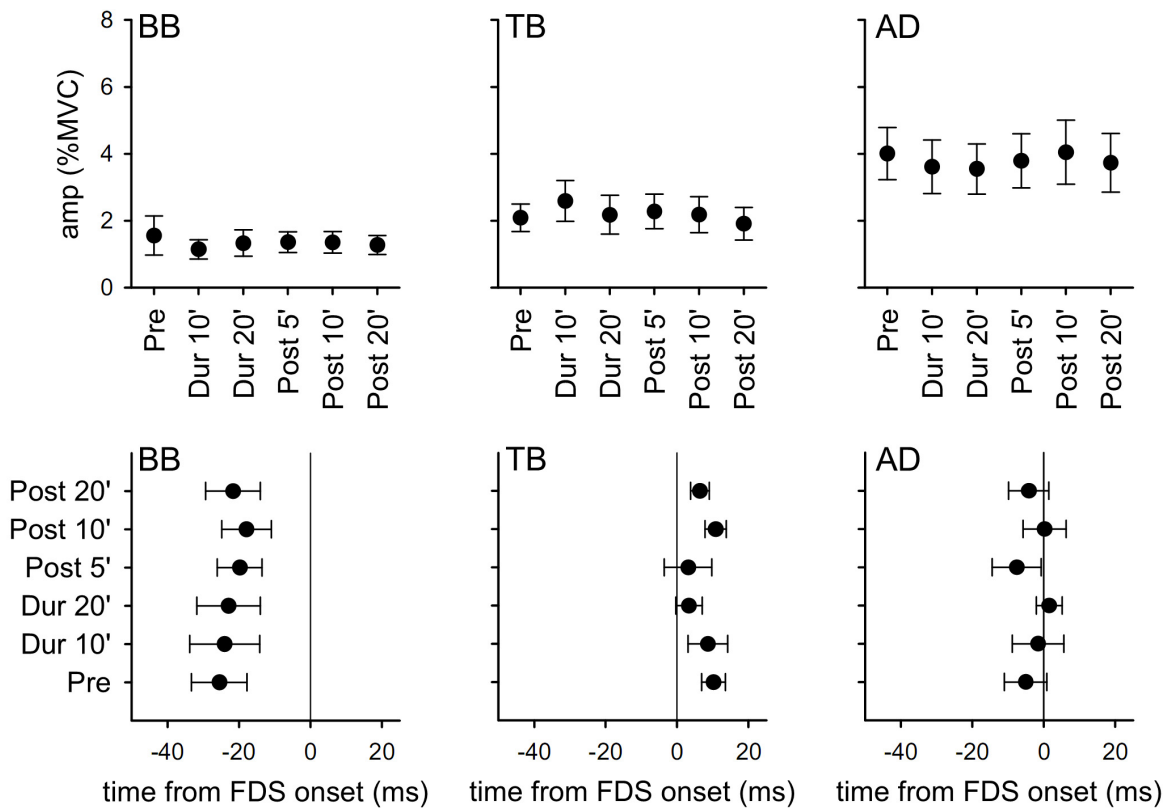 BB
TB
AD
amp (%MVC)
8
6
4
2
0
Pre
Dur 10'
Dur 20'
Post 5'
Post 10'
Post 20'
Pre
Dur 10'
Dur 20'
Post 5'
Post 10'
Post 20'
Pre
Dur 10'
Dur 20'
Post 5'
Post 10'
Post 20'
BB
TB
AD
Post 20'
Post 10'
Post 5'
Dur 20'
Dur 10'
Pre
-40 -20 0 20
-40 -20 0 20
-40 -20 0 20
time from FDS onset (ms)
time from FDS onset (ms)
time from FDS onset (ms)